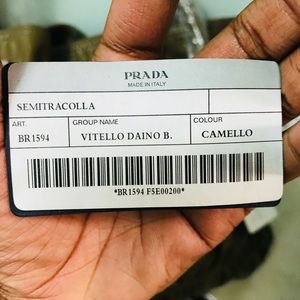 PRADA
MADE IN ITALY
SEMITRACOLLA
ART. GROUP NAME COLOUR
BR1594 VITELLO DAINO B. CAMELLO
*BR1594 F5E00200*